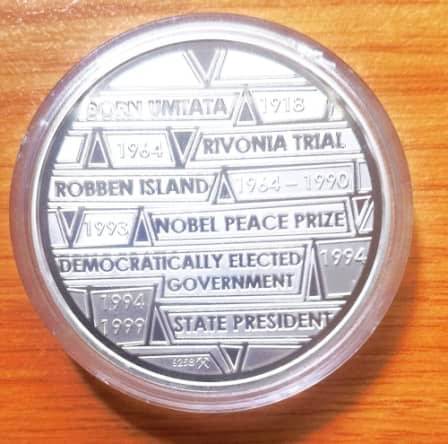 BORN UMTATA 1918
1964 RIVONIA TRIAL
ROBBEN ISLAND 1964 – 1990
1993 NOBEL PEACE PRIZE
DEMOCRATICALLY ELECTED 1994
GOVERNMENT
1994
1999 STATE PRESIDENT
6258